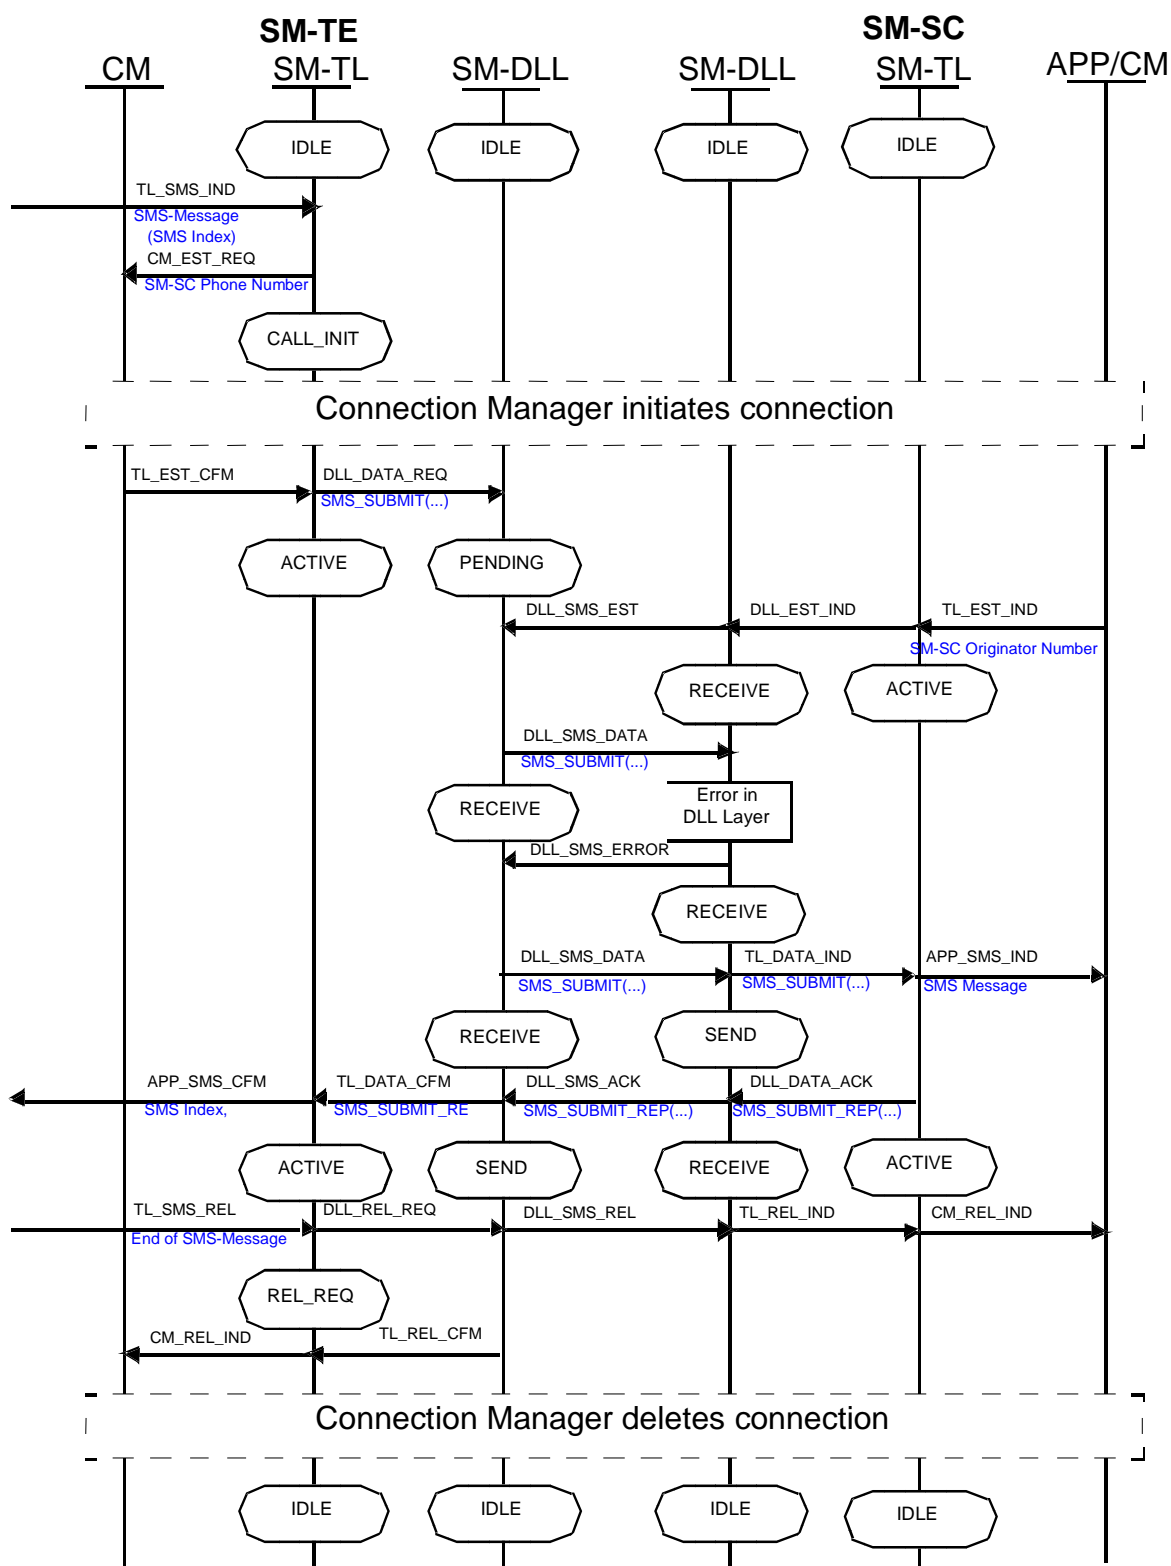 SM-TE SM-SC
CM SM-TL SM-DLL SM-DLL SM-TL APP/CM
IDLE IDLE IDLE IDLE
TL_SMS_IND
SMS-Message
(SMS Index)
CM_EST_REQ
SM-SC Phone Number
CALL_INIT
Connection Manager initiates connection
TL_EST_CFM DLL_DATA_REQ
SMS_SUBMIT(...)
ACTIVE PENDING
DLL_SMS_EST DLL_EST_IND TL_EST_IND
SM-SC Originator Number
RECEIVE ACTIVE
DLL_SMS_DATA
SMS_SUBMIT(...)
RECEIVE
Error in
DLL Layer
DLL_SMS_ERROR
RECEIVE
DLL_SMS_DATA TL_DATA_IND APP_SMS_IND
SMS_SUBMIT(...) SMS_SUBMIT(...) SMS Message
RECEIVE SEND
APP_SMS_CFM TL_DATA_CFM DLL_SMS_ACK DLL_DATA_ACK
SMS Index, SMS_SUBMIT_RE SMS_SUBMIT_REP(...) SMS_SUBMIT_REP(...)
ACTIVE SEND RECEIVE ACTIVE
TL_SMS_REL DLL_REL_REQ DLL_SMS_REL TL_REL_IND CM_REL_IND
End of SMS-Message
REL_REQ
CM_REL_IND TL_REL_CFM
Connection Manager deletes connection
IDLE IDLE IDLE IDLE